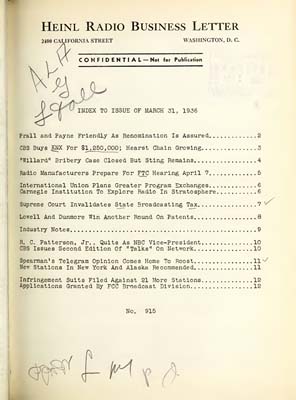 HEINL RADIO BUSINESS LETTER
2400 CALIFORNIA STREET WASHINGTON, D. C.
CONFIDENTIAL—Not for Publication
INDEX TO ISSUE OF MARCH 31, 1936
Prall and Payne Friendly As Renomination Is Assured..............2
CBS Buys KNX For $1,250,000; Hearst Chain Growing................3
"Willard" Bribery Case Closed But Sting Remains..................4
Radio Manufacturers Prepare For FTC Hearing April 7..............5
International Union Plans Greater Program Exchanges..............6
Carnegie Institution To Explore Radio In Stratosphere............6
Supreme Court Invalidates State Broadcasting Tax.................7
Lowell And Dunmore Win Another Round On Patents..................8
Industry Notes...................................................9
R. C. Patterson, Jr., Quits As NBC Vice-President................10
CBS Issues Second Edition Of "Talks" On Network..................10
Spearman's Telegram Opinion Comes Home To Roost..................11
New Stations In New York And Alaska Recommended..................11
Infringement Suits Filed Against 21 More Stations................12
Applications Granted By FCC Broadcast Division...................12
No. 915